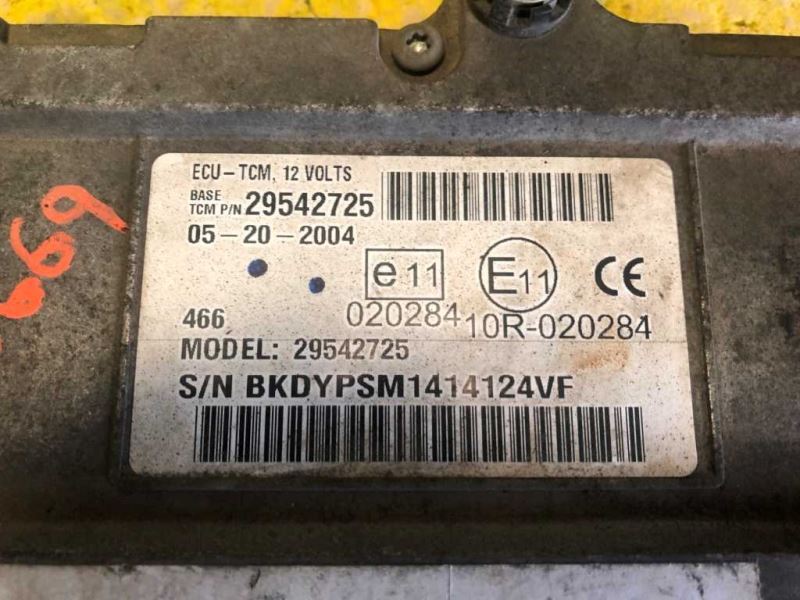 ECU-TCM, 12 VOLTS
BASE
TCM P/N 29542725
05-20-2004
e11
E11
CE
020284
10R-020284
466
MODEL: 29542725
S/N BKDYPSM1414124VF
669